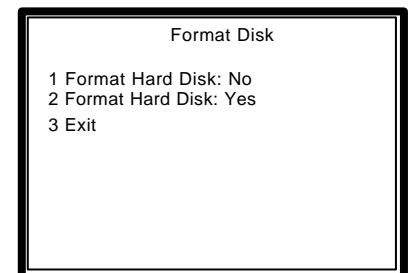 Format Disk
1 Format Hard Disk: No
2 Format Hard Disk: Yes
3 Exit